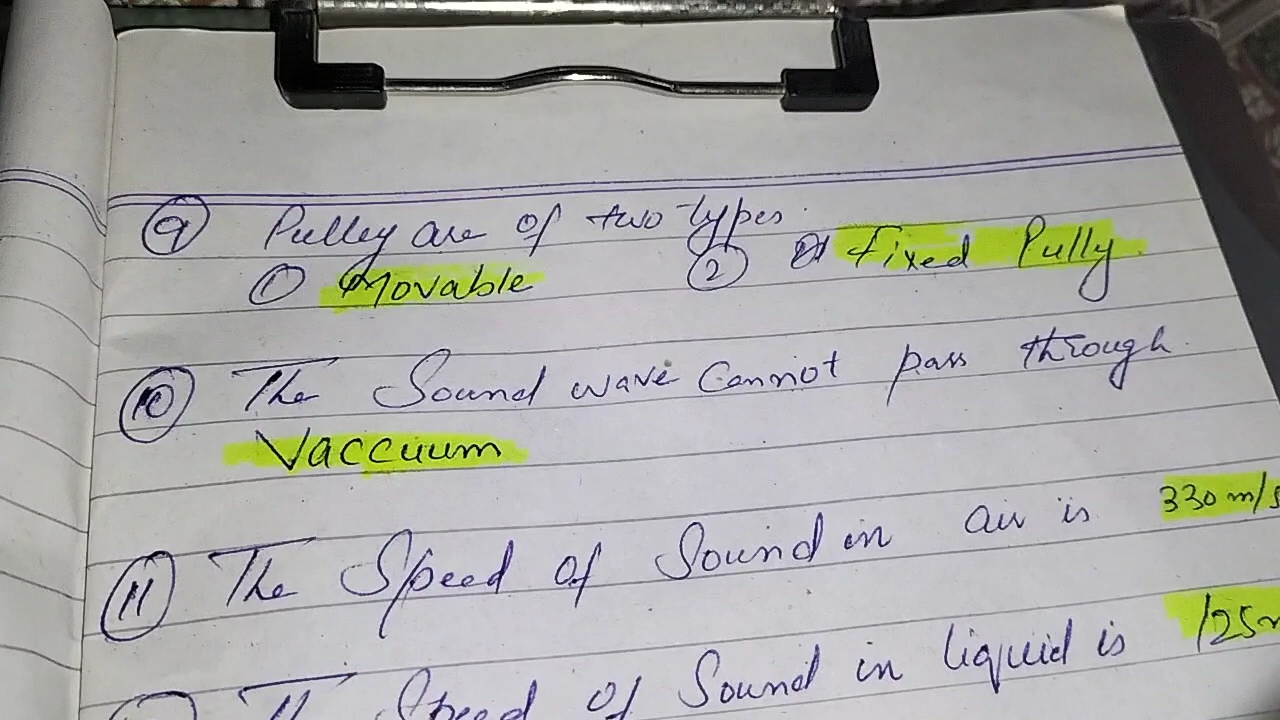 9 Pulley are of two types.
1 Movable 2 Fixed Pully.
10 The Sound wave Cannot pass through
Vaccuum
11 The Speed of Sound in air is 330 m/s
Speed of Sound in liquid is 125